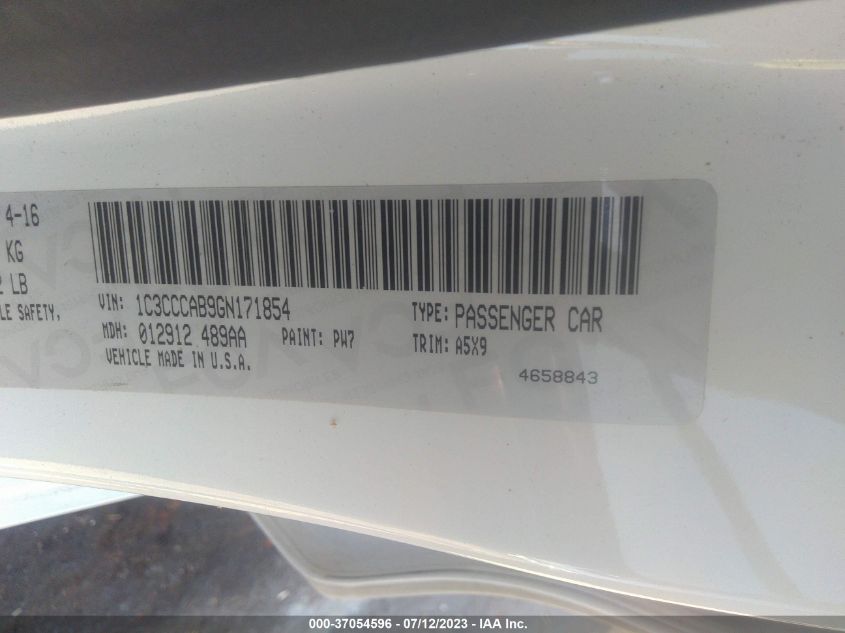 4-16
KG
LB
LE SAFETY,
VIN: 1C3CCCAB9GN171854
TYPE: PASSENGER CAR
MDH: 012912 489AA PAINT: PW7
TRIM: A5X9
VEHICLE MADE IN U.S.A.
4658843
000-37054596 - 07/12/2023 - IAA Inc.